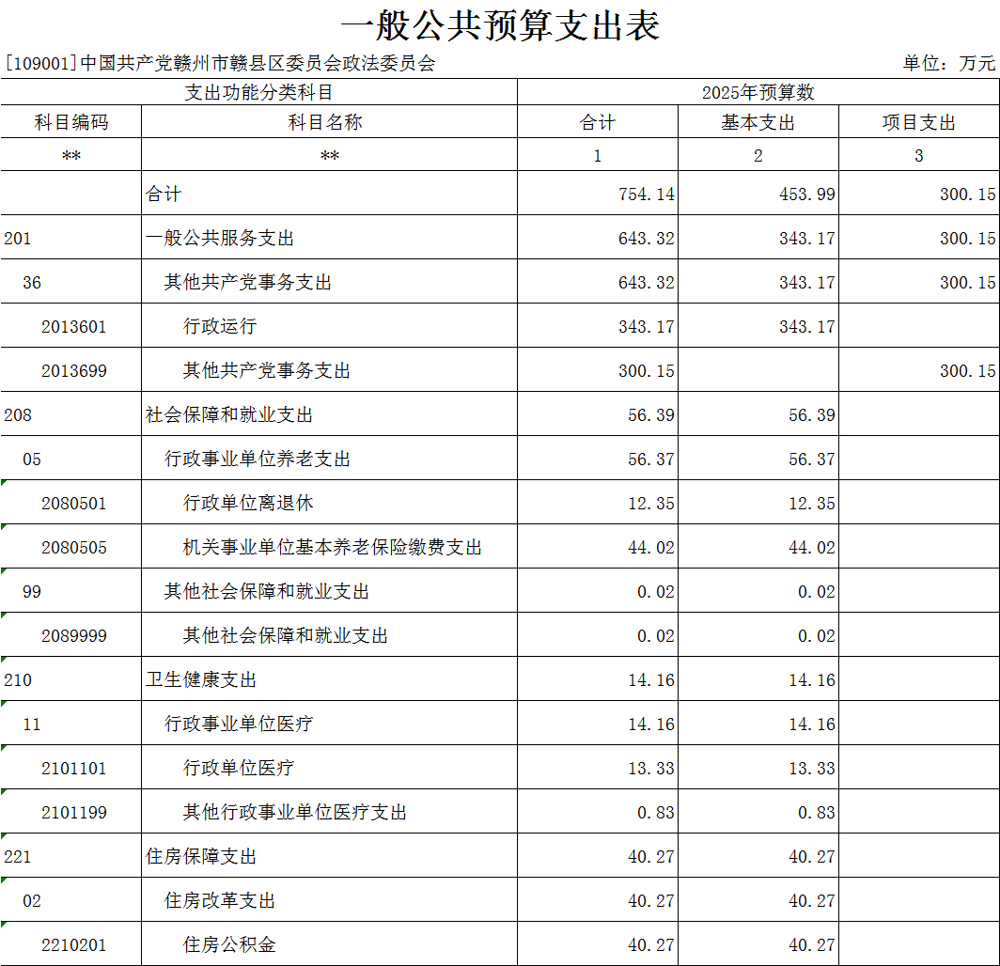 一般公共预算支出表
[109001]中国共产党赣州市赣县区委员会政法委员会 单位：万元
支出功能分类科目 2025年预算数
科目编码 科目名称 合计 基本支出 项目支出
** ** 1 2 3
合计 754.14 453.99 300.15
201 一般公共服务支出 643.32 343.17 300.15
36 其他共产党事务支出 643.32 343.17 300.15
2013601 行政运行 343.17 343.17
2013699 其他共产党事务支出 300.15 300.15
208 社会保障和就业支出 56.39 56.39
05 行政事业单位养老支出 56.37 56.37
2080501 行政单位离退休 12.35 12.35
2080505 机关事业单位基本养老保险缴费支出 44.02 44.02
99 其他社会保障和就业支出 0.02 0.02
2089999 其他社会保障和就业支出 0.02 0.02
210 卫生健康支出 14.16 14.16
11 行政事业单位医疗 14.16 14.16
2101101 行政单位医疗 13.33 13.33
2101199 其他行政事业单位医疗支出 0.83 0.83
221 住房保障支出 40.27 40.27
02 住房改革支出 40.27 40.27
2210201 住房公积金 40.27 40.27